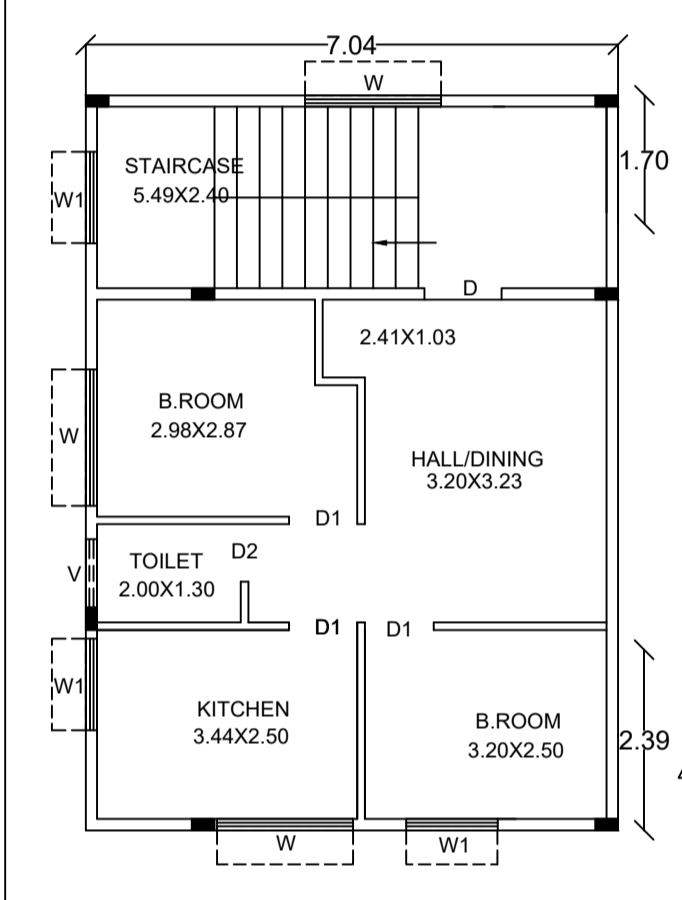 7.04
W
STAIRCASE
5.49X2.40
W1
1.70
D
2.41X1.03
B.ROOM
2.98X2.87
W
HALL/DINING
3.20X3.23
D1
D2
TOILET
2.00X1.30
V
D1
D1
W1
KITCHEN
3.44X2.50
B.ROOM
3.20X2.50
2.39
W
W1